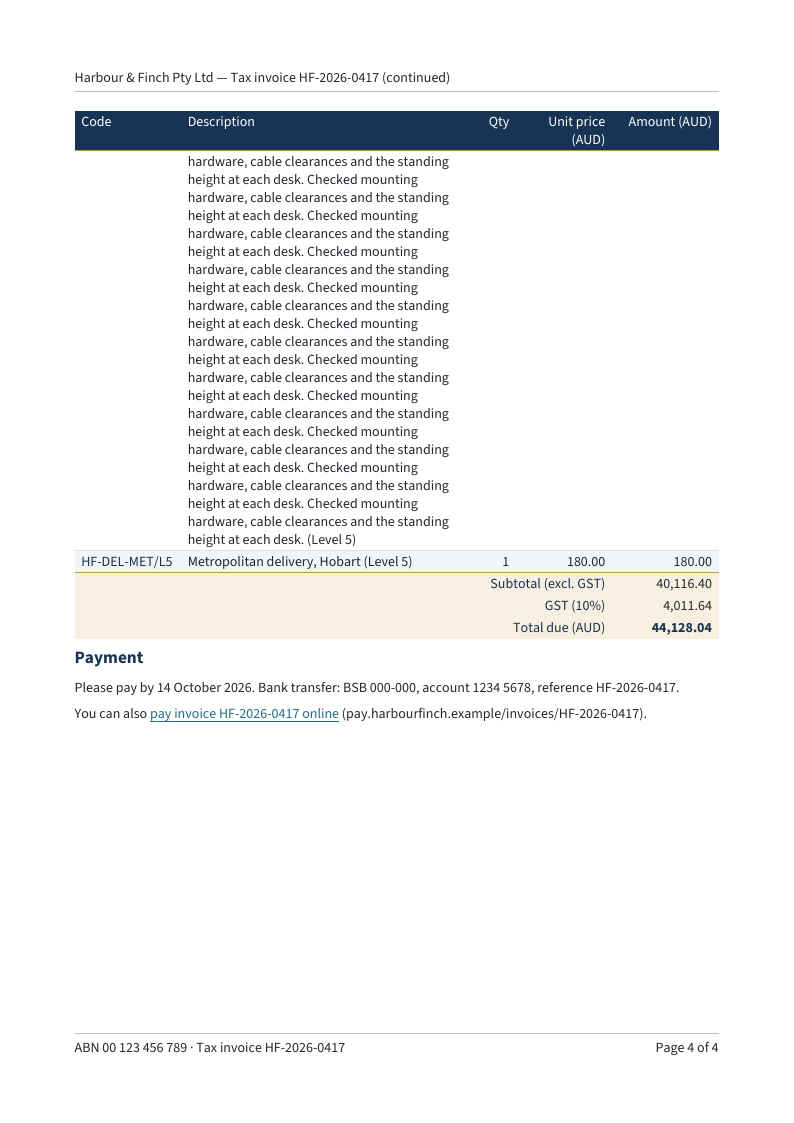 Harbour & Finch Pty Ltd — Tax invoice HF-2026-0417 (continued)
Code Description Qty Unit price (AUD) Amount (AUD)
hardware, cable clearances and the standing
height at each desk. Checked mounting
hardware, cable clearances and the standing
height at each desk. Checked mounting
hardware, cable clearances and the standing
height at each desk. Checked mounting
hardware, cable clearances and the standing
height at each desk. Checked mounting
hardware, cable clearances and the standing
height at each desk. Checked mounting
hardware, cable clearances and the standing
height at each desk. Checked mounting
hardware, cable clearances and the standing
height at each desk. Checked mounting
hardware, cable clearances and the standing
height at each desk. Checked mounting
hardware, cable clearances and the standing
height at each desk. Checked mounting
hardware, cable clearances and the standing
height at each desk. Checked mounting
hardware, cable clearances and the standing
height at each desk. (Level 5)
HF-DEL-MET/L5 Metropolitan delivery, Hobart (Level 5) 1 180.00 180.00
Subtotal (excl. GST) 40,116.40
GST (10%) 4,011.64
Total due (AUD) 44,128.04
Payment
Please pay by 14 October 2026. Bank transfer: BSB 000-000, account 1234 5678, reference HF-2026-0417.
You can also pay invoice HF-2026-0417 online (pay.harbourfinch.example/invoices/HF-2026-0417).
ABN 00 123 456 789 · Tax invoice HF-2026-0417 Page 4 of 4